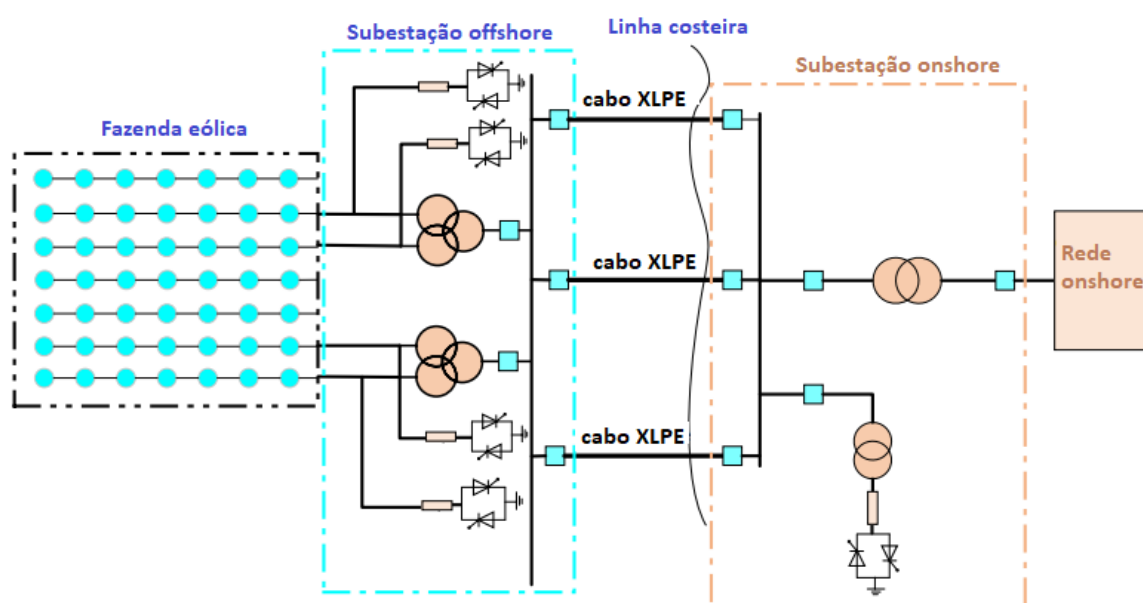 Subestação offshore
Linha costeira
Subestação onshore
cabo XLPE
Fazenda eólica
cabo XLPE
Rede
onshore
cabo XLPE